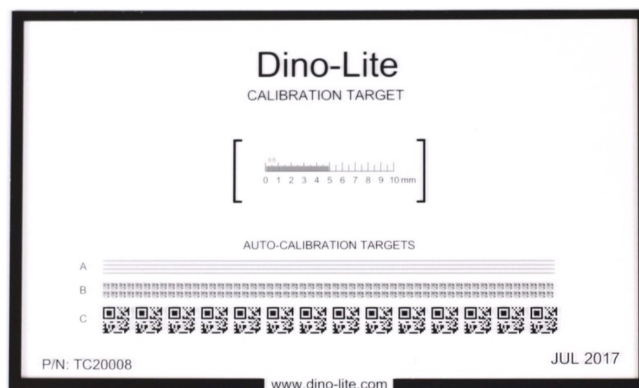 Dino-Lite
CALIBRATION TARGET
0 1 2 3 4 5 6 7 8 9 10 mm
AUTO-CALIBRATION TARGETS
A
B
C
P/N: TC20008
JUL 2017
www.dino-lite.com